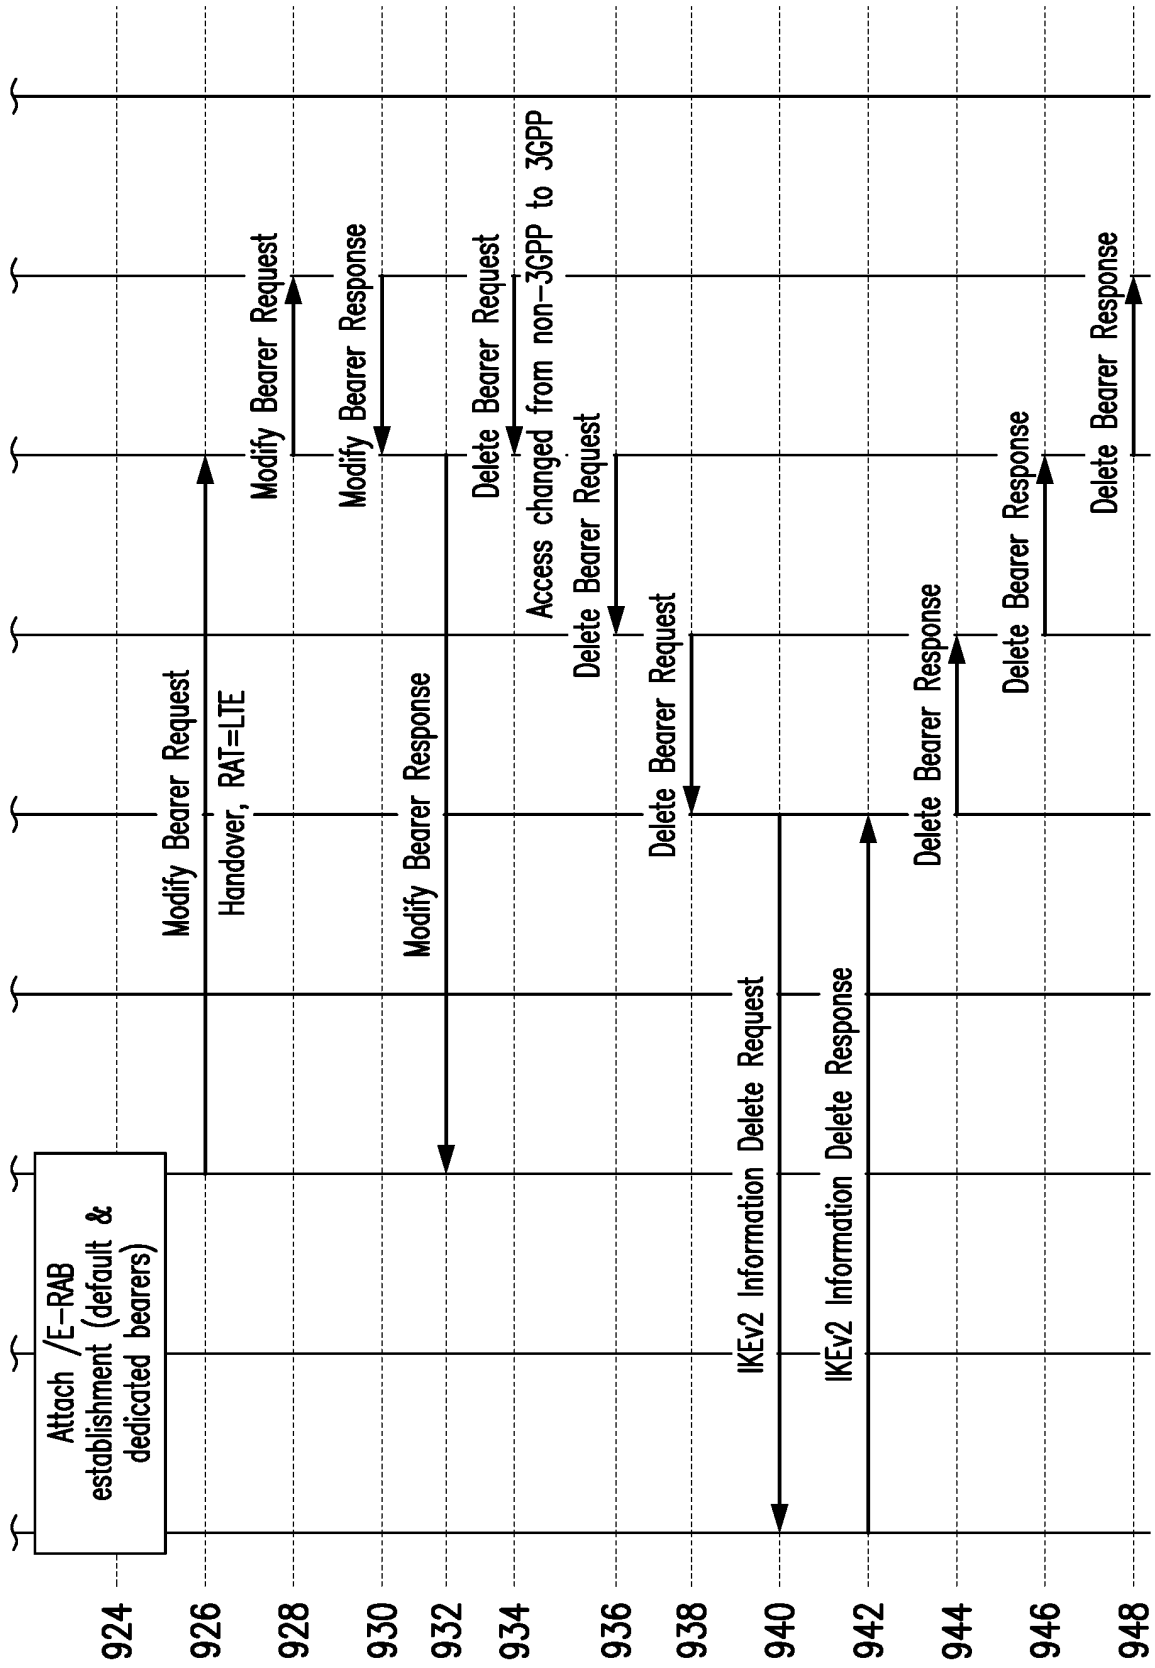 924
Attach /E-RAB
establishment (default &
dedicated bearers)
926
Modify Bearer Request
Handover, RAT=LTE
928
Modify Bearer Request
930
Modify Bearer Response
932
Modify Bearer Response
934
Delete Bearer Request
Access changed from non-3GPP to 3GPP
936
Delete Bearer Request
938
Delete Bearer Request
940
IKEv2 Information Delete Request
942
IKEv2 Information Delete Response
944
Delete Bearer Response
946
Delete Bearer Response
948
Delete Bearer Response